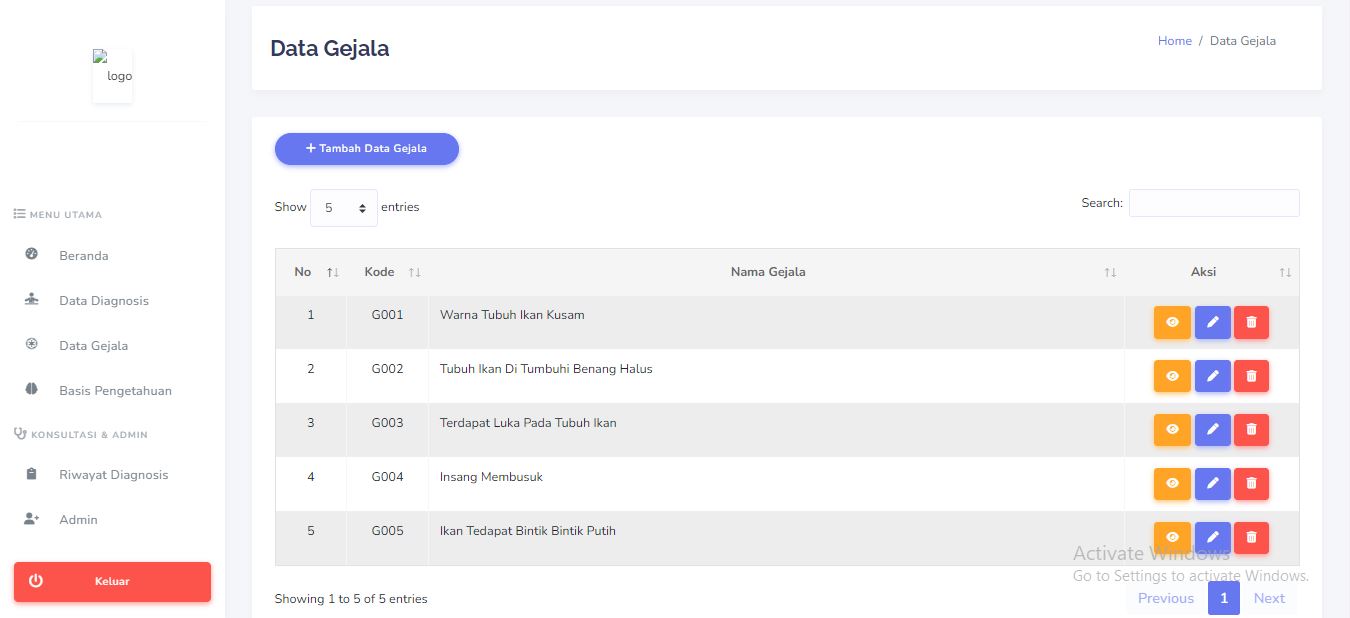 logo
MENU UTAMA
Beranda
Data Diagnosis
Data Gejala
Basis Pengetahuan
KONSULTASI & ADMIN
Riwayat Diagnosis
Admin
Keluar
Data Gejala
Home / Data Gejala
+ Tambah Data Gejala
Show 5 entries
Search:
No Kode Nama Gejala Aksi
1 G001 Warna Tubuh Ikan Kusam
2 G002 Tubuh Ikan Di Tumbuhi Benang Halus
3 G003 Terdapat Luka Pada Tubuh Ikan
4 G004 Insang Membusuk
5 G005 Ikan Tedapat Bintik Bintik Putih
Activate Windows
Go to Settings to activate Windows.
Showing 1 to 5 of 5 entries
Previous 1 Next